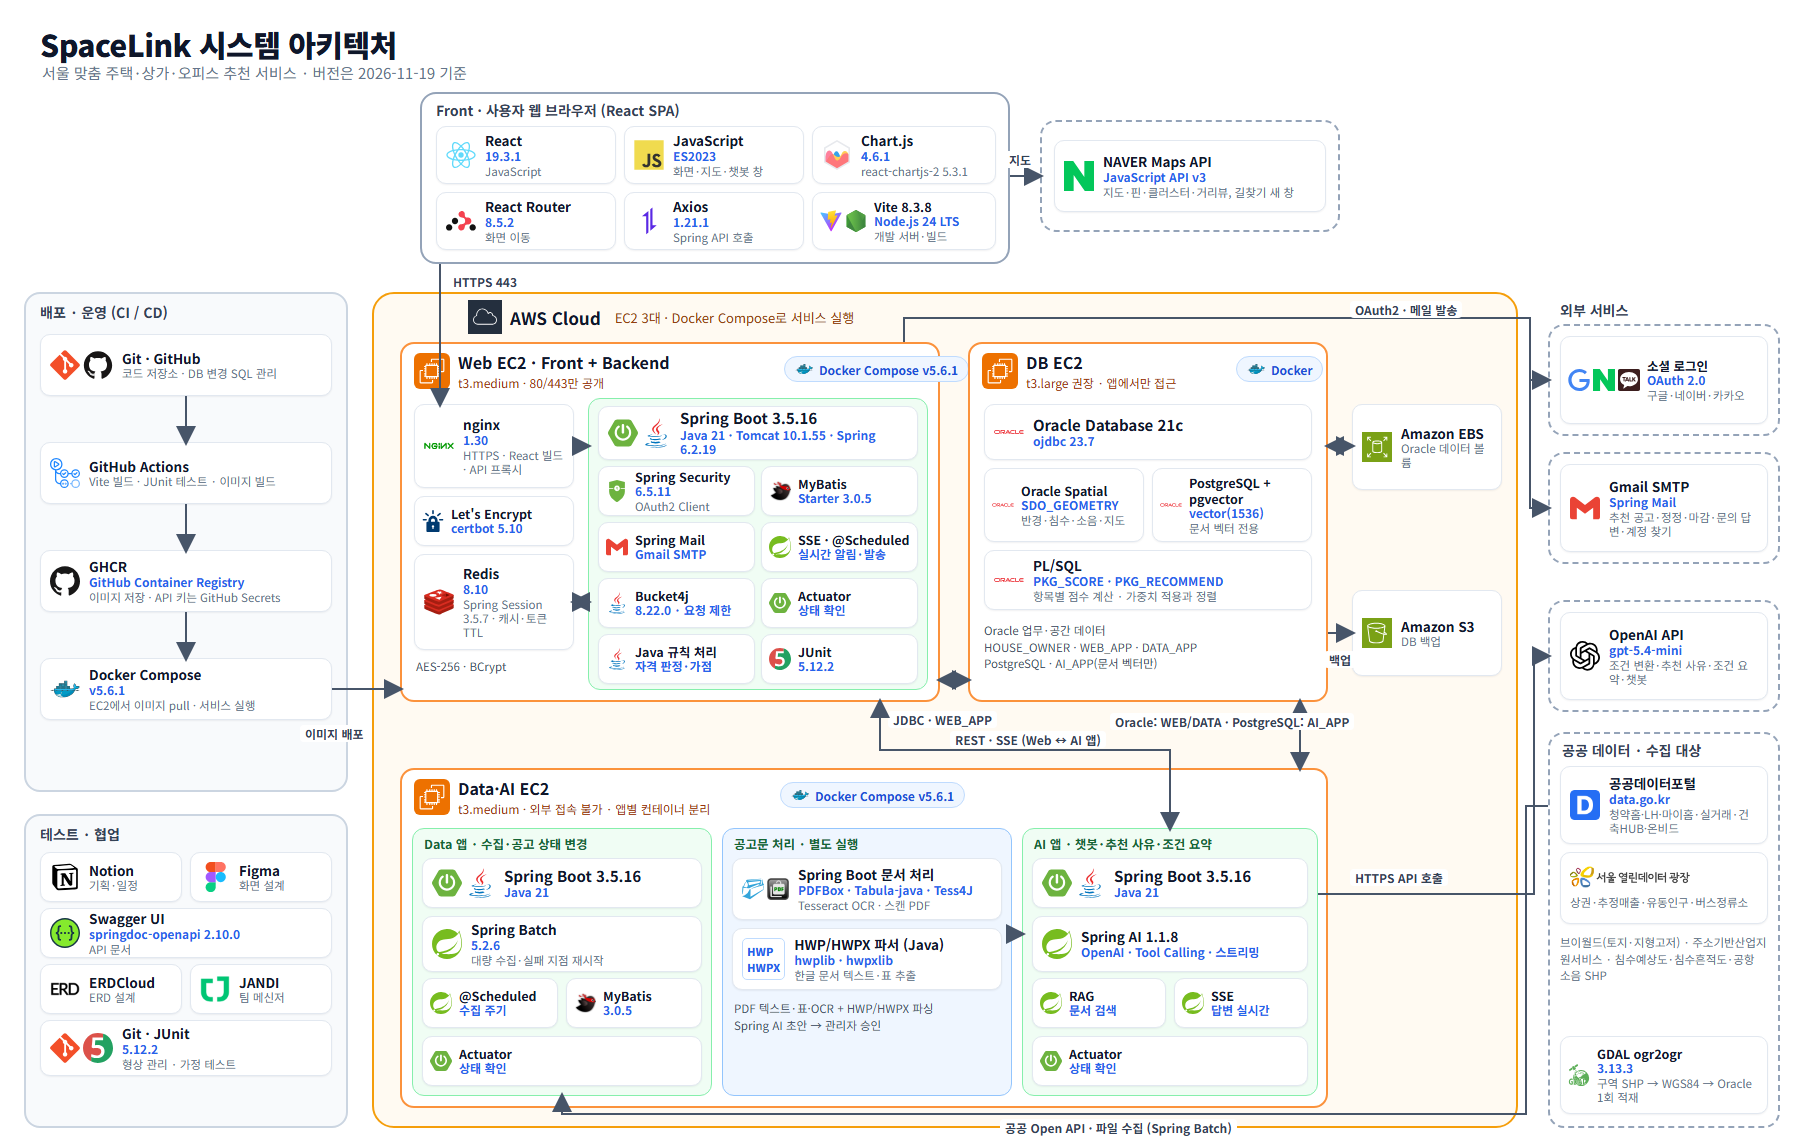 SpaceLink 시스템 아키텍처
서울 맞춤 주택·상가·오피스 추천 서비스 · 버전은 2026-11-19 기준
Front · 사용자 웹 브라우저 (React SPA)
React
19.3.1
JavaScript
JS
JavaScript
ES2023
화면·지도·챗봇 창
Chart.js
4.6.1
react-chartjs-2 5.3.1
React Router
8.5.2
화면 이동
Axios
1.21.1
Spring API 호출
Vite 8.3.8
Node.js 24 LTS
개발 서버·빌드
지도
NAVER Maps API
JavaScript API v3
지도·핀·클러스터·거리뷰, 길찾기 새 창
HTTPS 443
배포 · 운영 (CI / CD)
Git · GitHub
코드 저장소 · DB 변경 SQL 관리
GitHub Actions
Vite 빌드 · JUnit 테스트 · 이미지 빌드
GHCR
GitHub Container Registry
이미지 저장 · API 키는 GitHub Secrets
Docker Compose
v5.6.1
EC2에서 이미지 pull · 서비스 실행
이미지 배포
테스트 · 협업
Notion
기획·일정
Figma
화면 설계
Swagger UI
springdoc-openapi 2.10.0
API 문서
ERD
ERDCloud
ERD 설계
JANDI
팀 메신저
5
Git · JUnit
5.12.2
형상 관리 · 가정 테스트
AWS Cloud
EC2 3대 · Docker Compose로 서비스 실행
OAuth2 · 메일 발송
Web EC2 · Front + Backend
t3.medium · 80/443만 공개
Docker Compose v5.6.1
NGINX
nginx
1.30
HTTPS · React 빌드
· API 프록시
Let's Encrypt
certbot 5.10
Redis
8.10
Spring Session
3.5.7 · 캐시·토큰
TTL
AES-256 · BCrypt
Spring Boot 3.5.16
Java 21 · Tomcat 10.1.55 · Spring
6.2.19
Spring Security
6.5.11
OAuth2 Client
MyBatis
Starter 3.0.5
Spring Mail
Gmail SMTP
SSE · @Scheduled
실시간 알림·발송
Bucket4j
8.22.0 · 요청 제한
Actuator
상태 확인
Java 규칙 처리
자격 판정·가점
5
JUnit
5.12.2
DB EC2
t3.large 권장 · 앱에서만 접근
Docker
ORACLE
Oracle Database 21c
ojdbc 23.7
ORACLE
Oracle Spatial
SDO_GEOMETRY
반경·침수·소음·지도
ORACLE
PostgreSQL +
pgvector
vector(1536)
문서 벡터 전용
ORACLE
PL/SQL
PKG_SCORE · PKG_RECOMMEND
항목별 점수 계산 · 가중치 적용과 정렬
Oracle 업무·공간 데이터
HOUSE_OWNER · WEB_APP · DATA_APP
PostgreSQL · AI_APP(문서 벡터만)
Amazon EBS
Oracle 데이터 볼
륨
Amazon S3
DB 백업
백업
JDBC · WEB_APP
REST · SSE (Web ↔ AI 앱)
Oracle: WEB/DATA · PostgreSQL: AI_APP
Data·AI EC2
t3.medium · 외부 접속 불가 · 앱별 컨테이너 분리
Docker Compose v5.6.1
Data 앱 · 수집·공고 상태 변경
Spring Boot 3.5.16
Java 21
Spring Batch
5.2.6
대량 수집·실패 지점 재시작
@Scheduled
수집 주기
MyBatis
3.0.5
Actuator
상태 확인
공고문 처리 · 별도 실행
PDF
Spring Boot 문서 처리
PDFBox · Tabula-java · Tess4J
Tesseract OCR · 스캔 PDF
HWP
HWPX
HWP/HWPX 파서 (Java)
hwplib · hwpxlib
한글 문서 텍스트·표 추출
PDF 텍스트·표·OCR + HWP/HWPX 파싱
Spring AI 초안 → 관리자 승인
AI 앱 · 챗봇·추천 사유·조건 요약
Spring Boot 3.5.16
Java 21
Spring AI 1.1.8
OpenAI · Tool Calling · 스트리밍
RAG
문서 검색
SSE
답변 실시간
Actuator
상태 확인
HTTPS API 호출
공공 Open API · 파일 수집 (Spring Batch)
외부 서비스
TALK
소셜 로그인
OAuth 2.0
구글·네이버·카카오
Gmail SMTP
Spring Mail
추천 공고·정정·마감·문의 답
변·계정 찾기
OpenAI API
gpt-5.4-mini
조건 변환·추천 사유·조건 요
약·챗봇
공공 데이터 · 수집 대상
공공데이터포털
data.go.kr
청약홈·LH·마이홈·실거래·건
축HUB·온비드
서울 열린데이터 광장
상권·추정매출·유동인구·버스정류소
브이월드(토지·지형고저) · 주소기반산업지
원서비스 · 침수예상도·침수흔적도·공항
소음 SHP
GDAL ogr2ogr
3.13.3
구역 SHP → WGS84 → Oracle
1회 적재